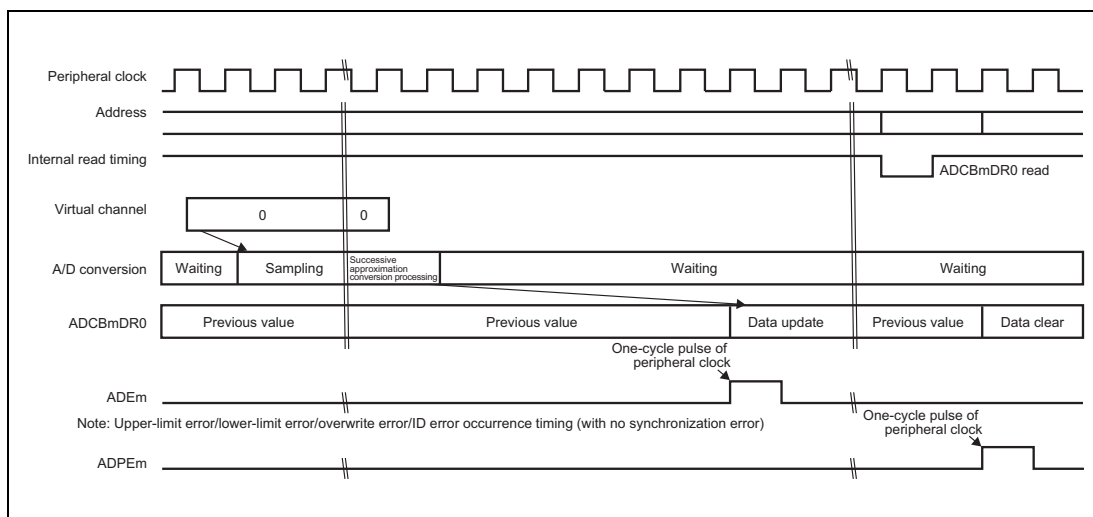 Peripheral clock
Address
Internal read timing
ADCBmDR0 read
Virtual channel
0
0
A/D conversion
Waiting
Sampling
Successive
approximation
conversion processing
Waiting
Waiting
ADCBmDR0
Previous value
Previous value
Data update
Previous value
Data clear
One-cycle pulse of
peripheral clock
ADEm
Note: Upper-limit error/lower-limit error/overwrite error/ID error occurrence timing (with no synchronization error)
One-cycle pulse of
peripheral clock
ADPEm